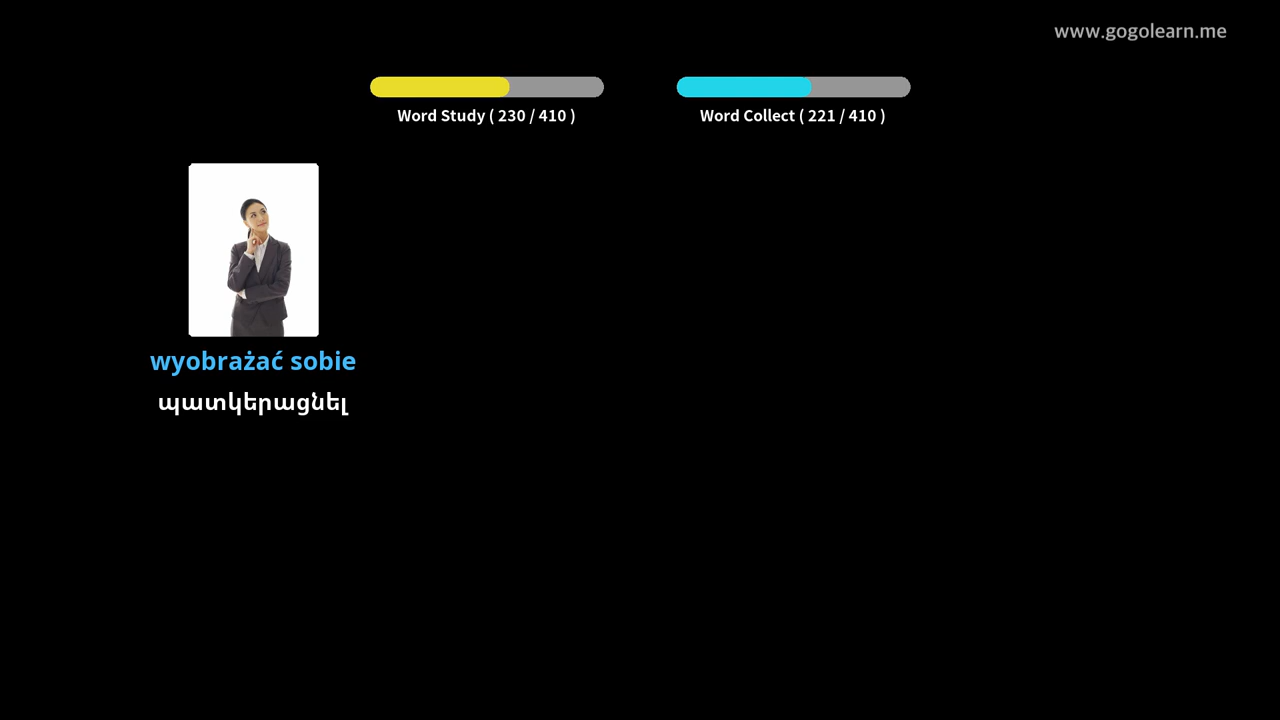 www.gogolearn.me
Word Study ( 230 / 410 )
Word Collect ( 221 / 410 )
wyobrażać sobie
պատկերացնել